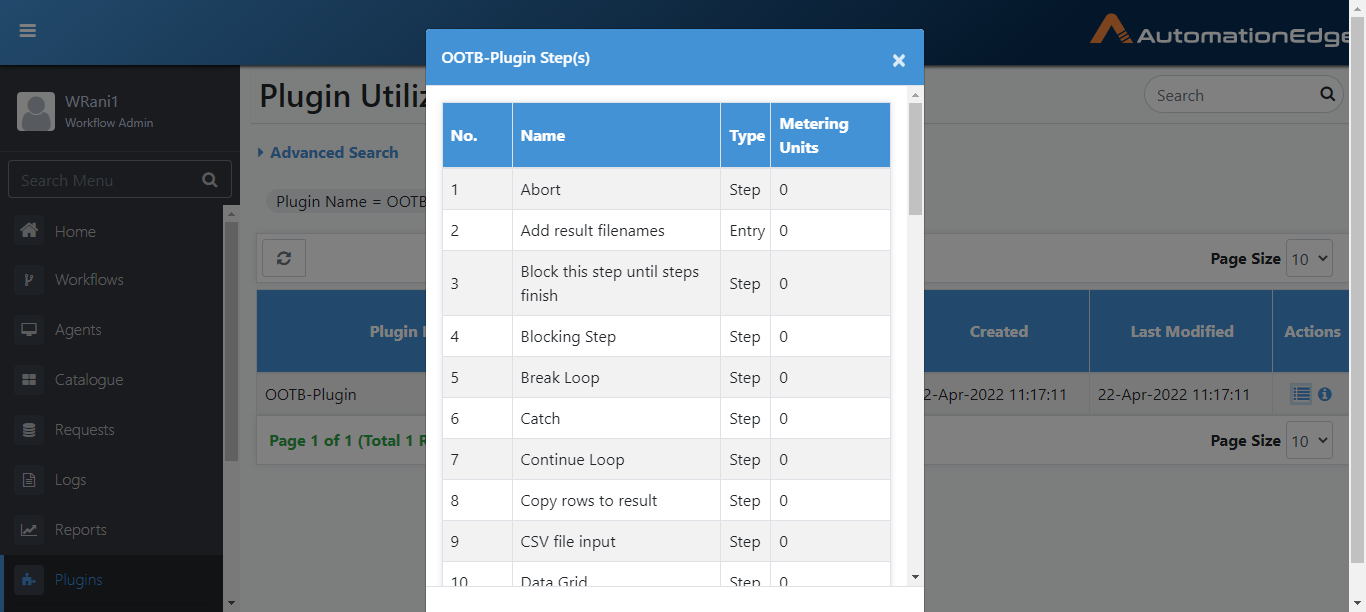 AutomationEdge
OOTB-Plugin Step(s)
×
WRani1
Workflow Admin
Plugin Utiliz
Search
Search Menu
Advanced Search
Plugin Name = OOTB
Home
Workflows
Agents
Catalogue
Requests
Logs
Reports
Plugins
Page Size 10
Plugin
Created Last Modified Actions
OOTB-Plugin
2-Apr-2022 11:17:11 22-Apr-2022 11:17:11
Page 1 of 1 (Total 1 R
Page Size 10
No. Name Type Metering
Units
1 Abort Step 0
2 Add result filenames Entry 0
3 Block this step until steps
finish Step 0
4 Blocking Step Step 0
5 Break Loop Step 0
6 Catch Step 0
7 Continue Loop Step 0
8 Copy rows to result Step 0
9 CSV file input Step 0
10 Data Grid Step 0